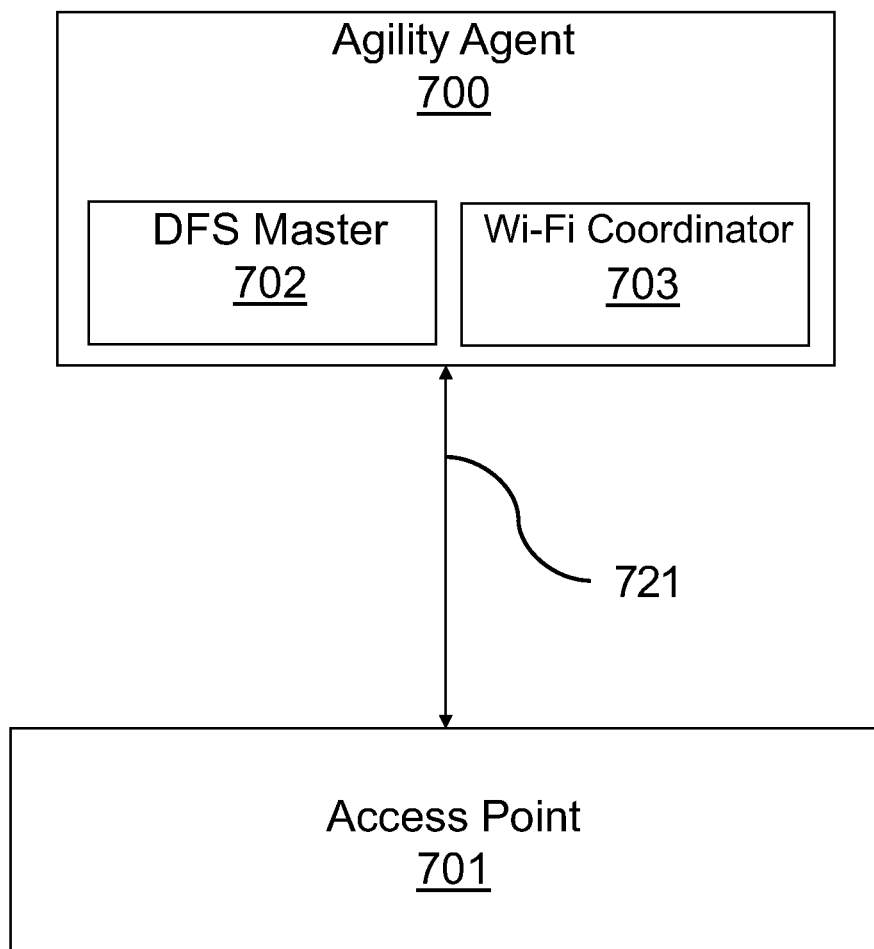 Agility Agent
700
DFS Master
702
Wi-Fi Coordinator
703
721
Access Point
701